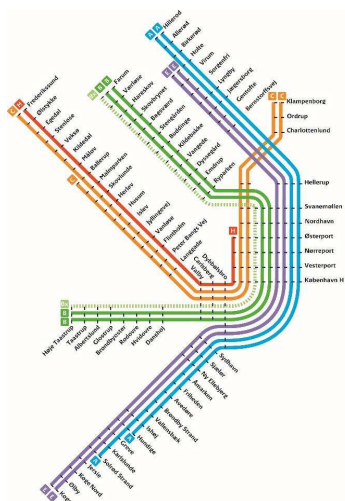 A
A
Hillerød
Allerød
Birkerød
Holte
Virum
Sorgenfri
Lyngby
Jægersborg
Gentofte
Bernstorffsvej
E
E
Bx
B
B
Farum
Værløse
Hareskov
Skovbrynet
Bagsværd
Stengården
Buddinge
Kildebakke
Vangede
Dyssegård
Emdrup
Ryparken
C
C
Klampenborg
Ordrup
Charlottenlund
C
H
Frederikssund
Ølstykke
Egedal
Stenløse
Veksø
Kildedal
Måløv
Ballerup
Malmparken
Skovlunde
Herlev
Husum
Islev
Jyllingevej
Vanløse
Flintholm
Peter Bangs Vej
Langgade
Valby
Carlsberg
Dybbølsbro
C
H
Hellerup
Svanemøllen
Nordhavn
Østerport
Nørreport
Vesterport
København H
Bx
B
B
Høje Taastrup
Taastrup
Albertslund
Glostrup
Brøndbyøster
Rødovre
Hvidovre
Danshøj
Sydhavn
Sjælør
Ny Ellebjerg
Åmarken
Friheden
Avedøre
Brøndby Strand
Vallensbæk
Ishøj
Hundige
A
Greve
Karlslunde
Solrød Strand
A
Jersie
Køge Nord
Ølby
Køge
E
E